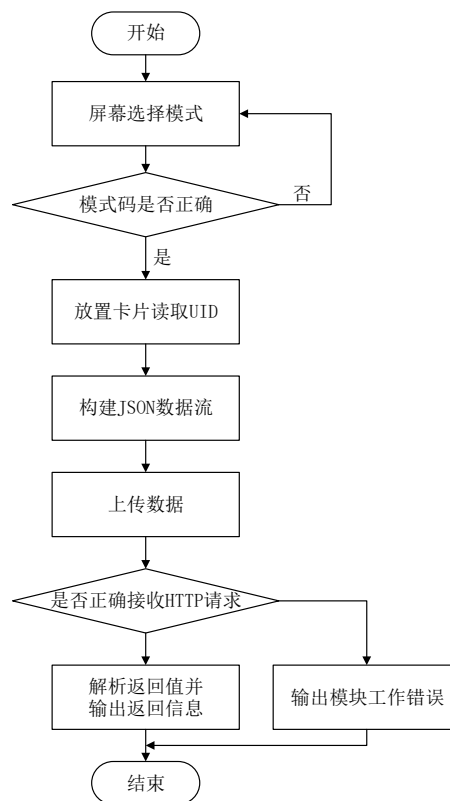 开始
屏幕选择模式
模式码是否正确
否
是
放置卡片读取UID
构建JSON数据流
上传数据
是否正确接收HTTP请求
解析返回值并
输出返回信息
输出模块工作错误
结束